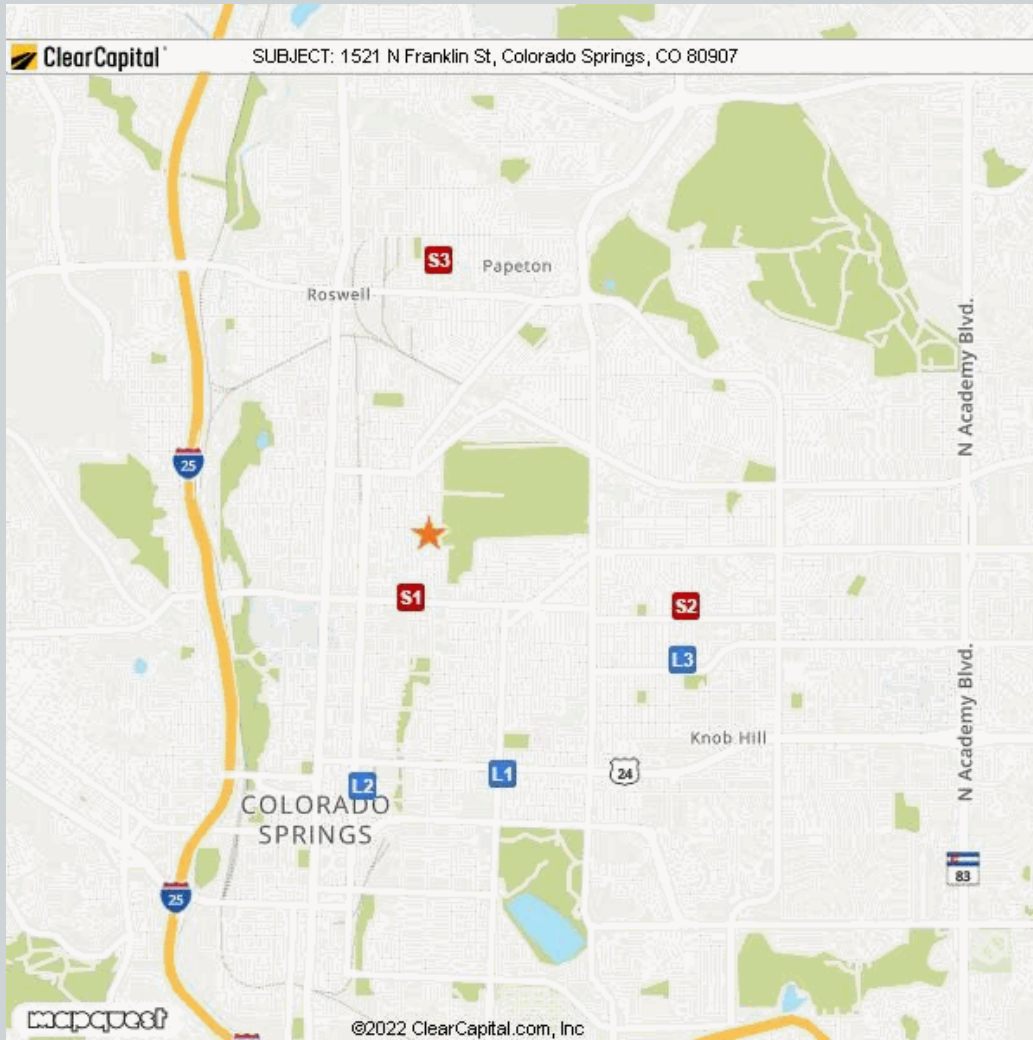 ClearCapital
SUBJECT: 1521 N Franklin St, Colorado Springs, CO 80907
S3
Papeton
Roswell
N Academy Blvd.
25
S1
S2
L3
N Academy Blvd.
Knob Hill
L1
24
L2
COLORADO
SPRINGS
83
25
mapquest
©2022 ClearCapital.com, Inc